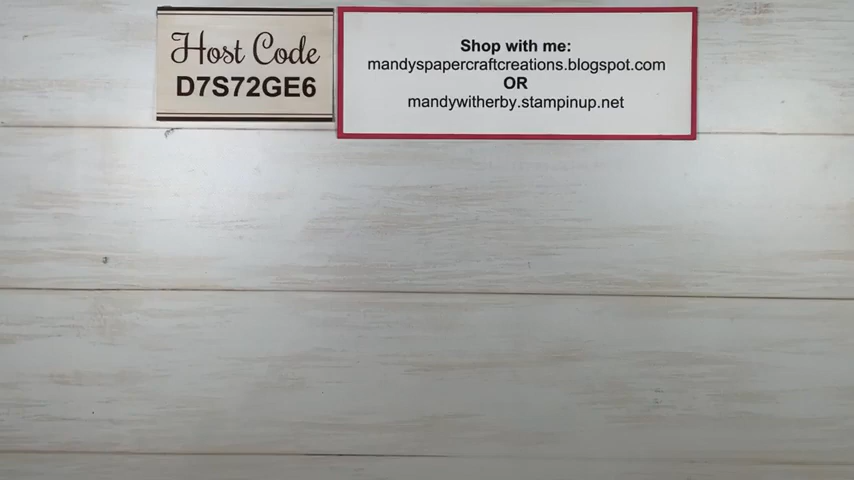 Host Code
D7S72GE6
Shop with me:
mandyspapercraftcreations.blogspot.com
OR
mandywitherby.stampinup.net